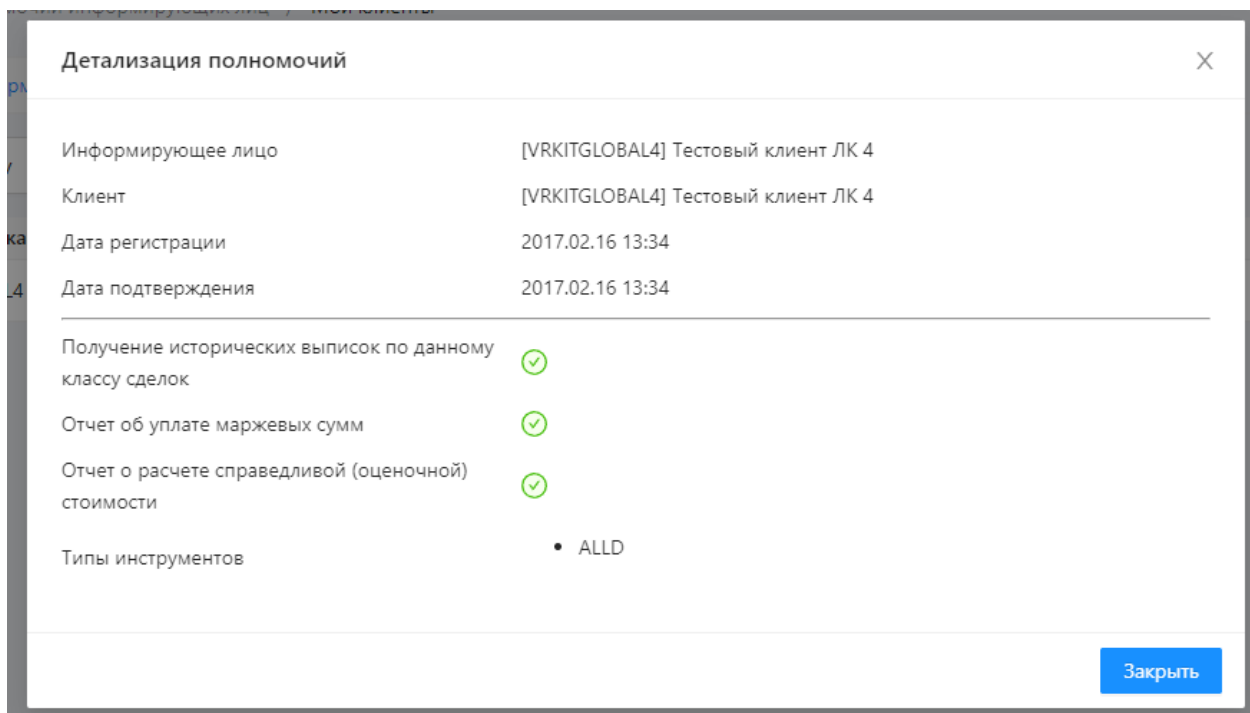 Мои клиенты
Детализация полномочий
Информирующее лицо [VRKITGLOBAL4] Тестовый клиент ЛК 4
Клиент [VRKITGLOBAL4] Тестовый клиент ЛК 4
Дата регистрации 2017.02.16 13:34
Дата подтверждения 2017.02.16 13:34
Получение исторических выписок по данному
классу сделок
Отчет об уплате маржевых сумм
Отчет о расчете справедливой (оценочной)
стоимости
Типы инструментов • ALLD
Закрыть